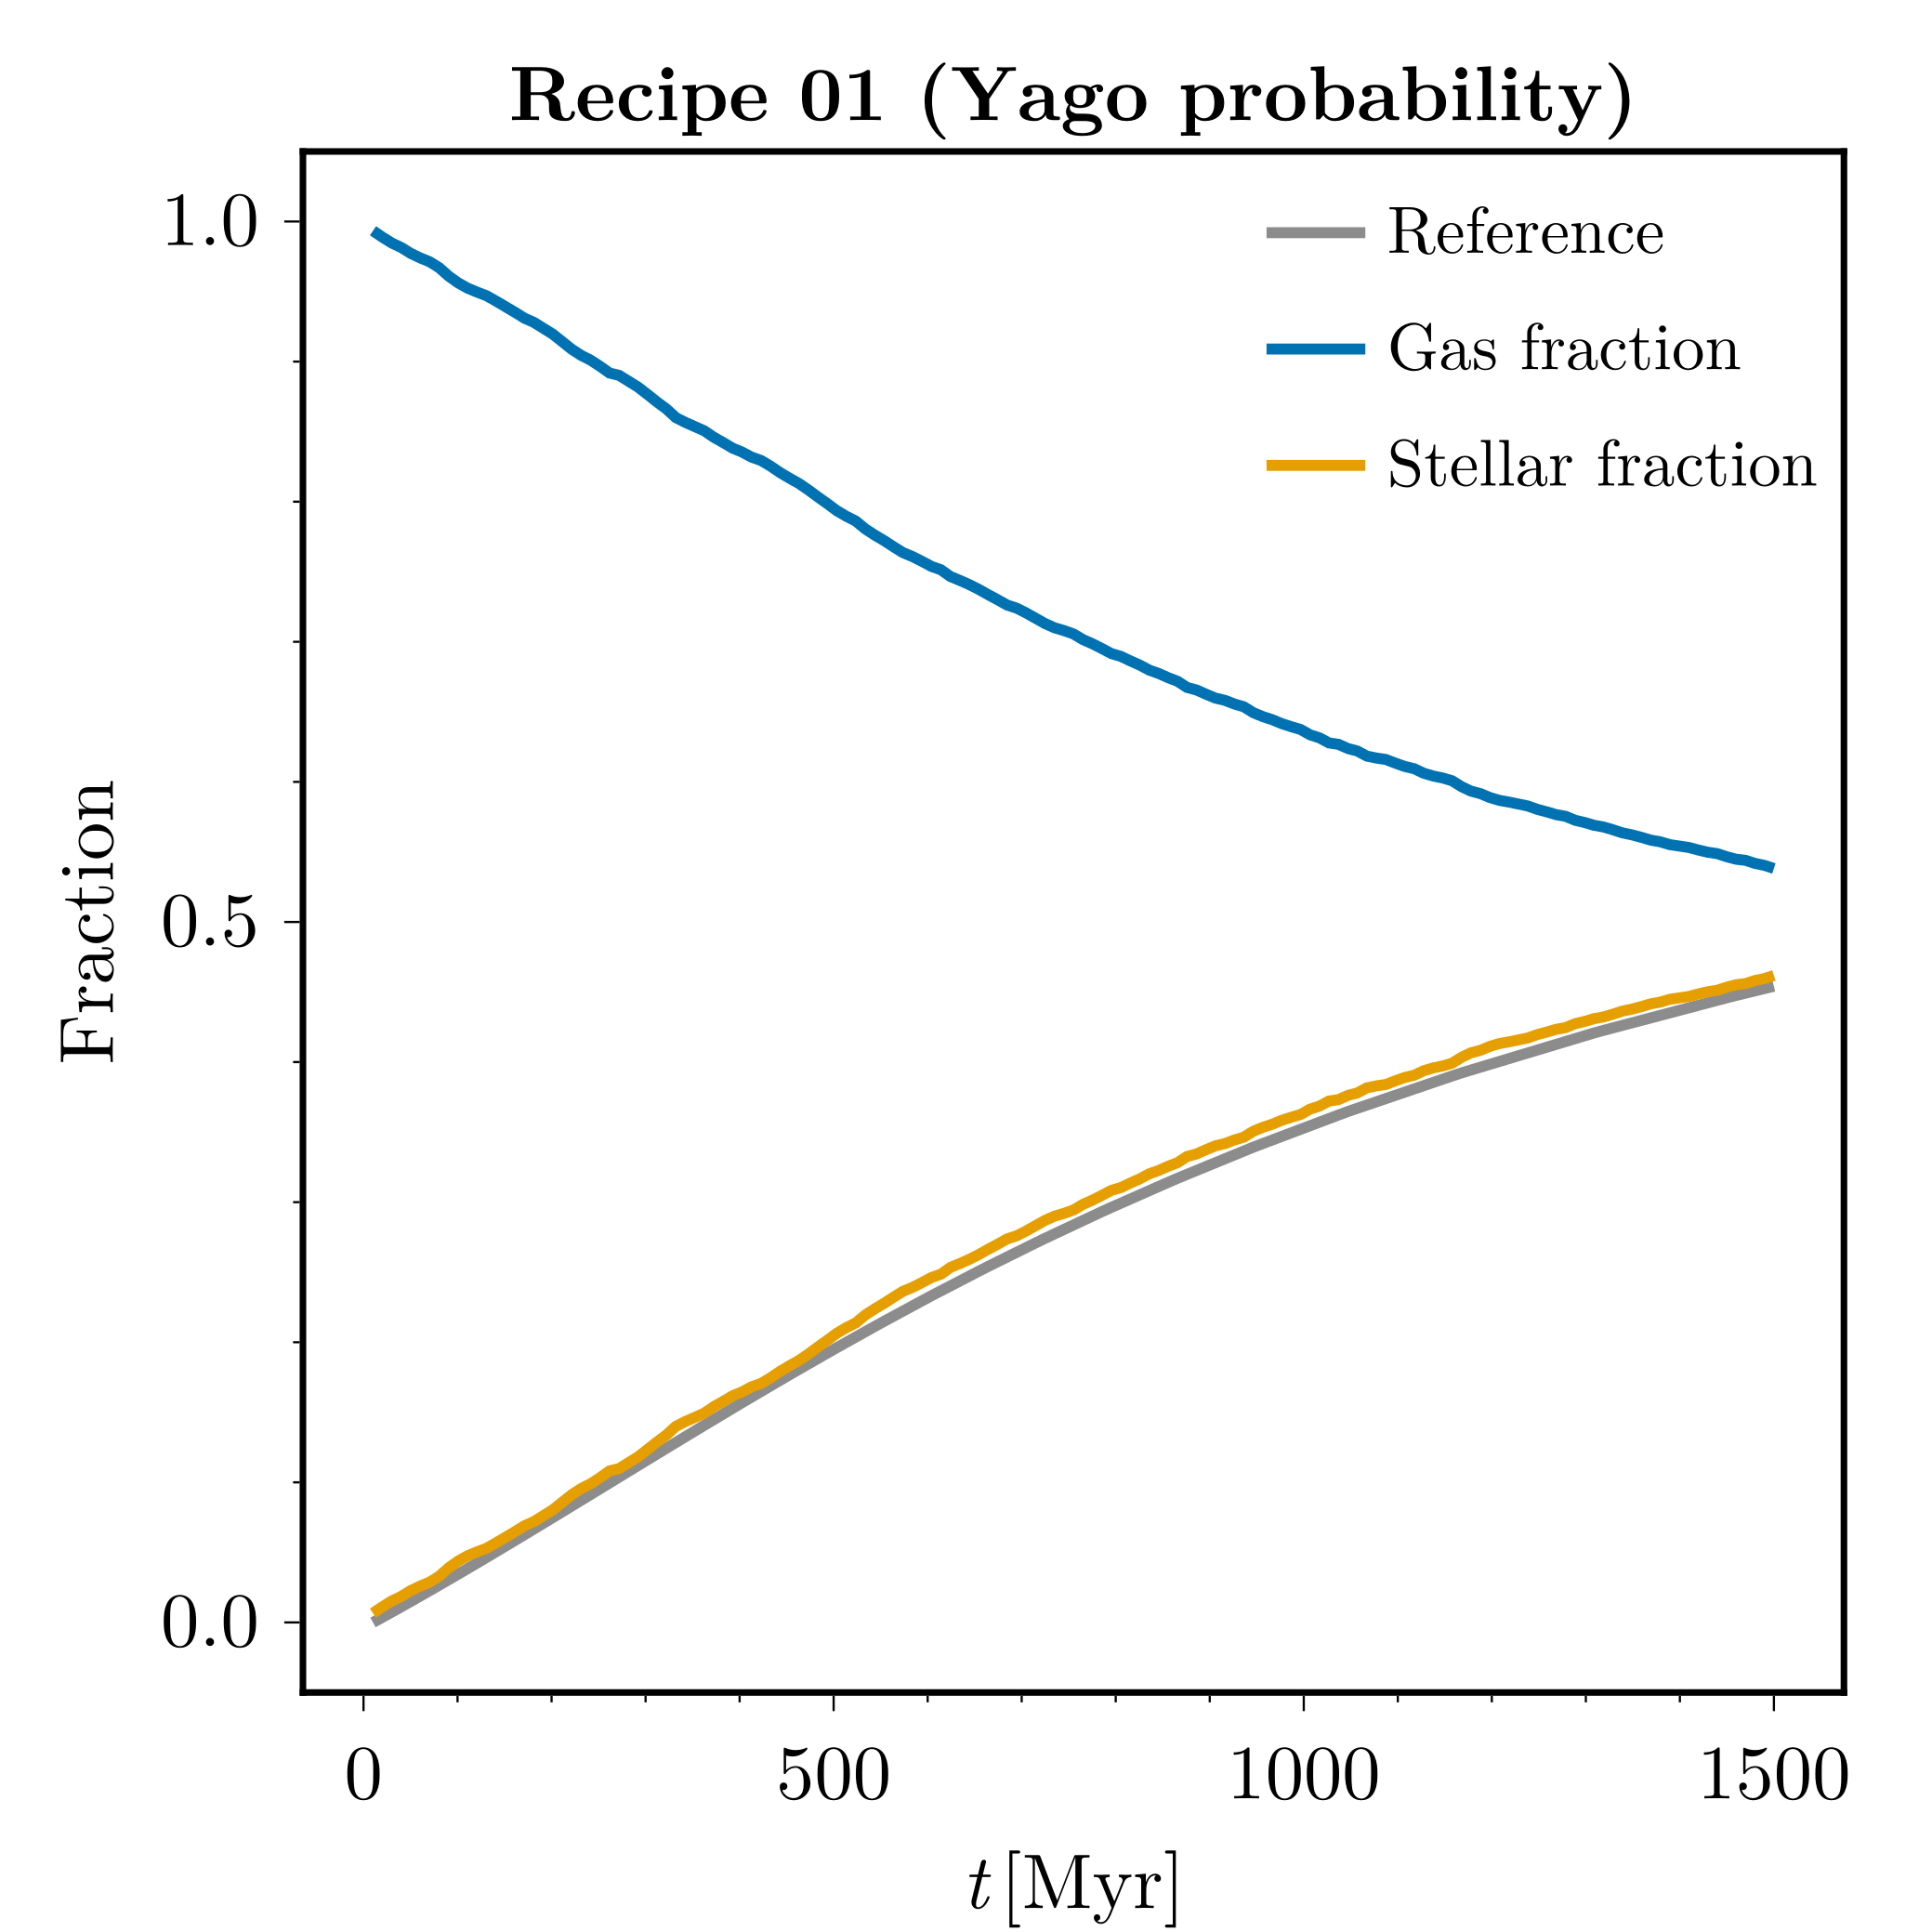 Recipe 01 (Yago probability)
Reference
Gas fraction
Stellar fraction
1.0
0.5
0.0
Fraction
0 500 1000 1500
t [Myr]